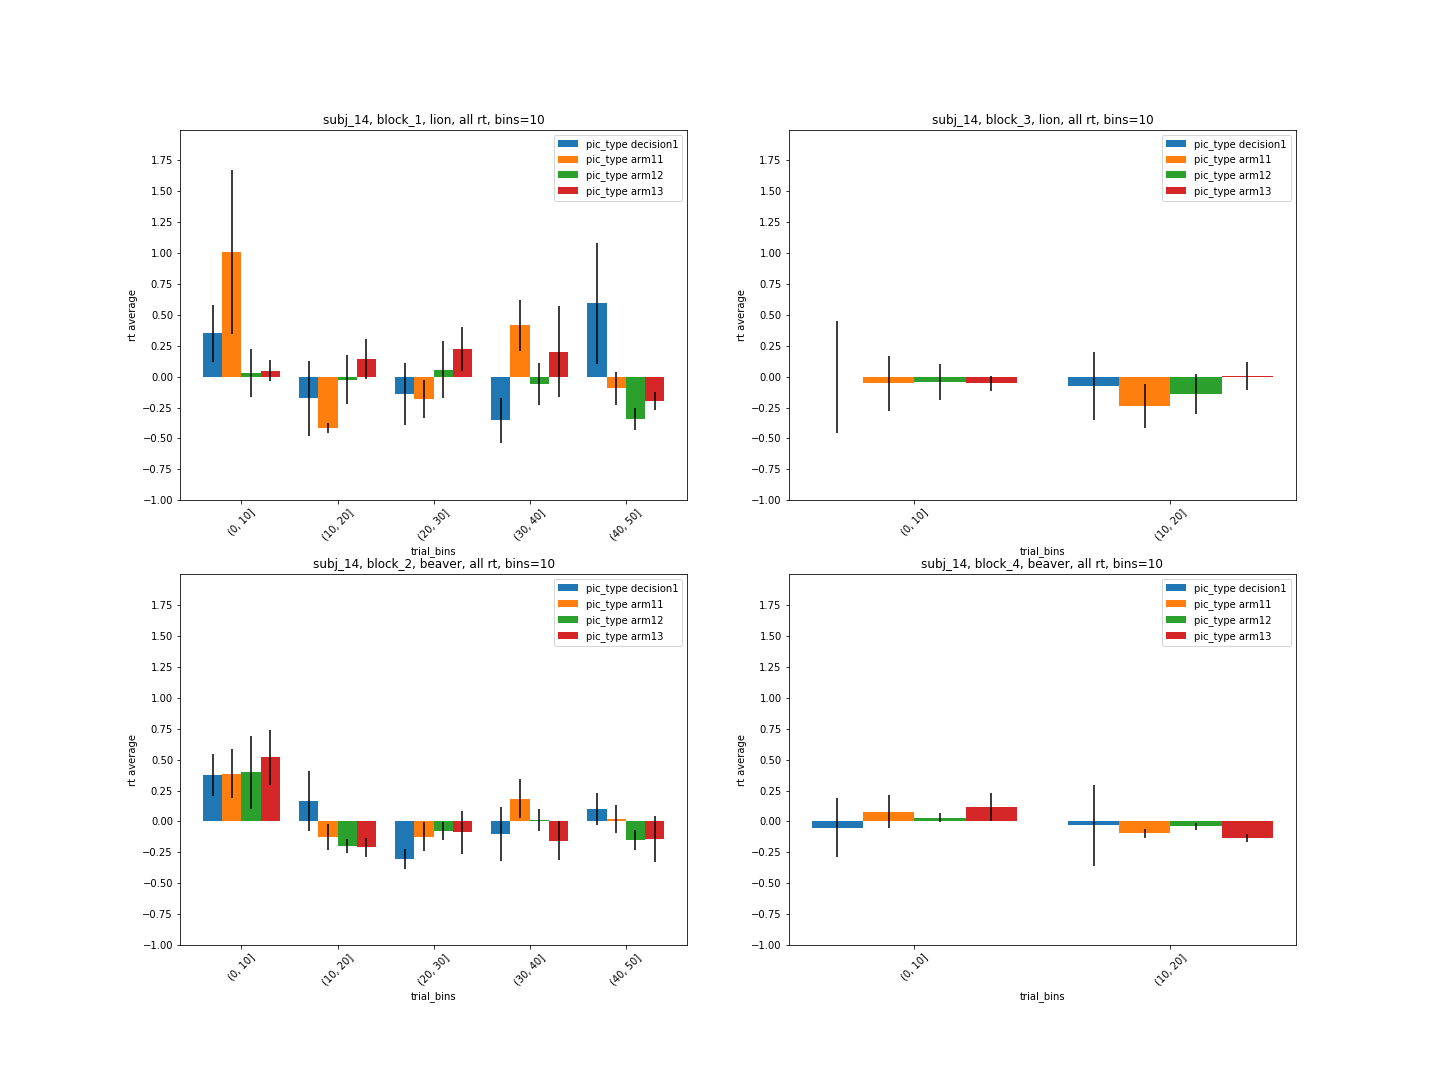 subj_14, block_1, lion, all rt, bins=10
pic_type decision1
pic_type arm11
pic_type arm12
pic_type arm13
1.75
1.50
1.25
1.00
0.75
0.50
0.25
0.00
−0.25
−0.50
−0.75
−1.00
rt average
(0, 10]
(10, 20]
(20, 30]
(30, 40]
(40, 50]
trial_bins
subj_14, block_3, lion, all rt, bins=10
pic_type decision1
pic_type arm11
pic_type arm12
pic_type arm13
1.75
1.50
1.25
1.00
0.75
0.50
0.25
0.00
−0.25
−0.50
−0.75
−1.00
rt average
(0, 10]
(10, 20]
trial_bins
subj_14, block_2, beaver, all rt, bins=10
pic_type decision1
pic_type arm11
pic_type arm12
pic_type arm13
1.75
1.50
1.25
1.00
0.75
0.50
0.25
0.00
−0.25
−0.50
−0.75
−1.00
rt average
(0, 10]
(10, 20]
(20, 30]
(30, 40]
(40, 50]
trial_bins
subj_14, block_4, beaver, all rt, bins=10
pic_type decision1
pic_type arm11
pic_type arm12
pic_type arm13
1.75
1.50
1.25
1.00
0.75
0.50
0.25
0.00
−0.25
−0.50
−0.75
−1.00
rt average
(0, 10]
(10, 20]
trial_bins